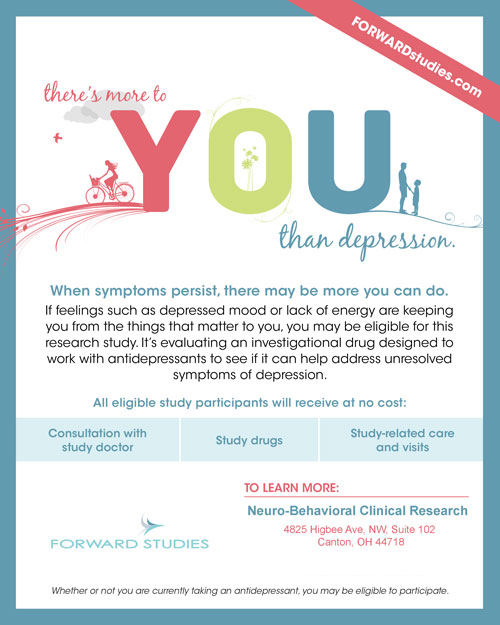 FORWARDstudies.com
there's more to
YOU
than depression.
When symptoms persist, there may be more you can do.
If feelings such as depressed mood or lack of energy are keeping
you from the things that matter to you, you may be eligible for this
research study. It's evaluating an investigational drug designed to
work with antidepressants to see if it can help address unresolved
symptoms of depression.
All eligible study participants will receive at no cost:
Consultation with
study doctor
Study drugs
Study-related care
and visits
TO LEARN MORE:
Neuro-Behavioral Clinical Research
4825 Higbee Ave, NW, Suite 102
Canton, OH 44718
FORWARD STUDIES
Whether or not you are currently taking an antidepressant, you may be eligible to participate.